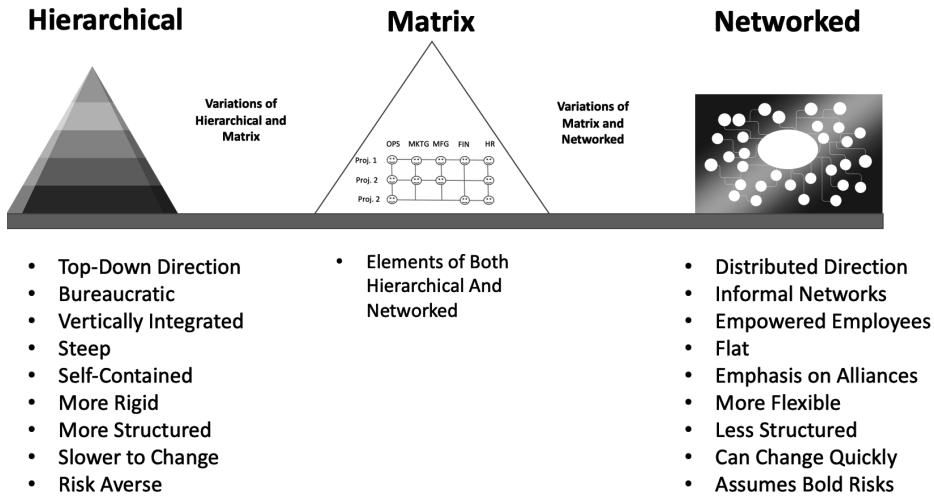 Hierarchical
Matrix
Networked
Variations of
Hierarchical and
Matrix
Variations of
Matrix and
Networked
OPS MKTG MFG FIN HR
Proj. 1
Proj. 2
Proj. 2
• Top-Down Direction
• Bureaucratic
• Vertically Integrated
• Steep
• Self-Contained
• More Rigid
• More Structured
• Slower to Change
• Risk Averse
• Elements of Both
Hierarchical And
Networked
• Distributed Direction
• Informal Networks
• Empowered Employees
• Flat
• Emphasis on Alliances
• More Flexible
• Less Structured
• Can Change Quickly
• Assumes Bold Risks